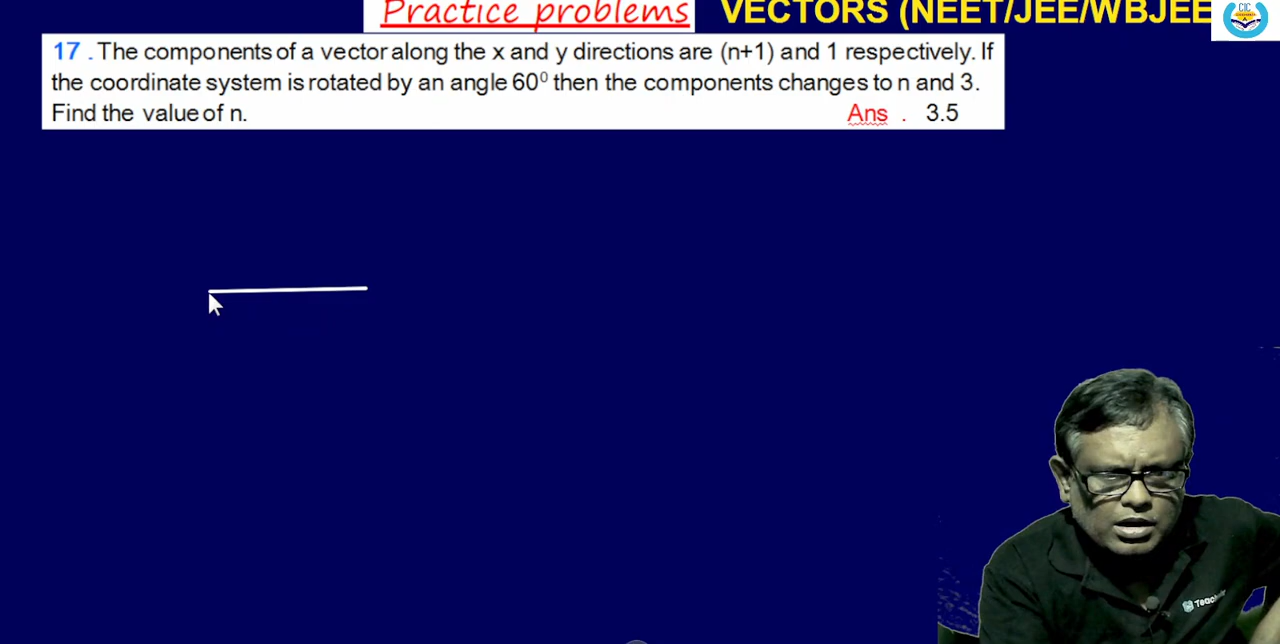 Practice problems VECTORS (NEET/JEE/WBJEE
CIC
17 . The components of a vector along the x and y directions are (n+1) and 1 respectively. If
the coordinate system is rotated by an angle 60⁰ then the components changes to n and 3.
Find the value of n. Ans . 3.5